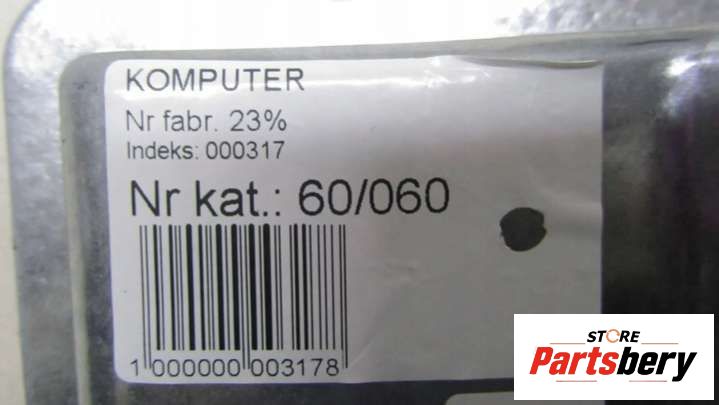 KOMPUTER
Nr fabr. 23%
Indeks: 000317
Nr kat.: 60/060
1 000000 003178
STORE
Partsbery